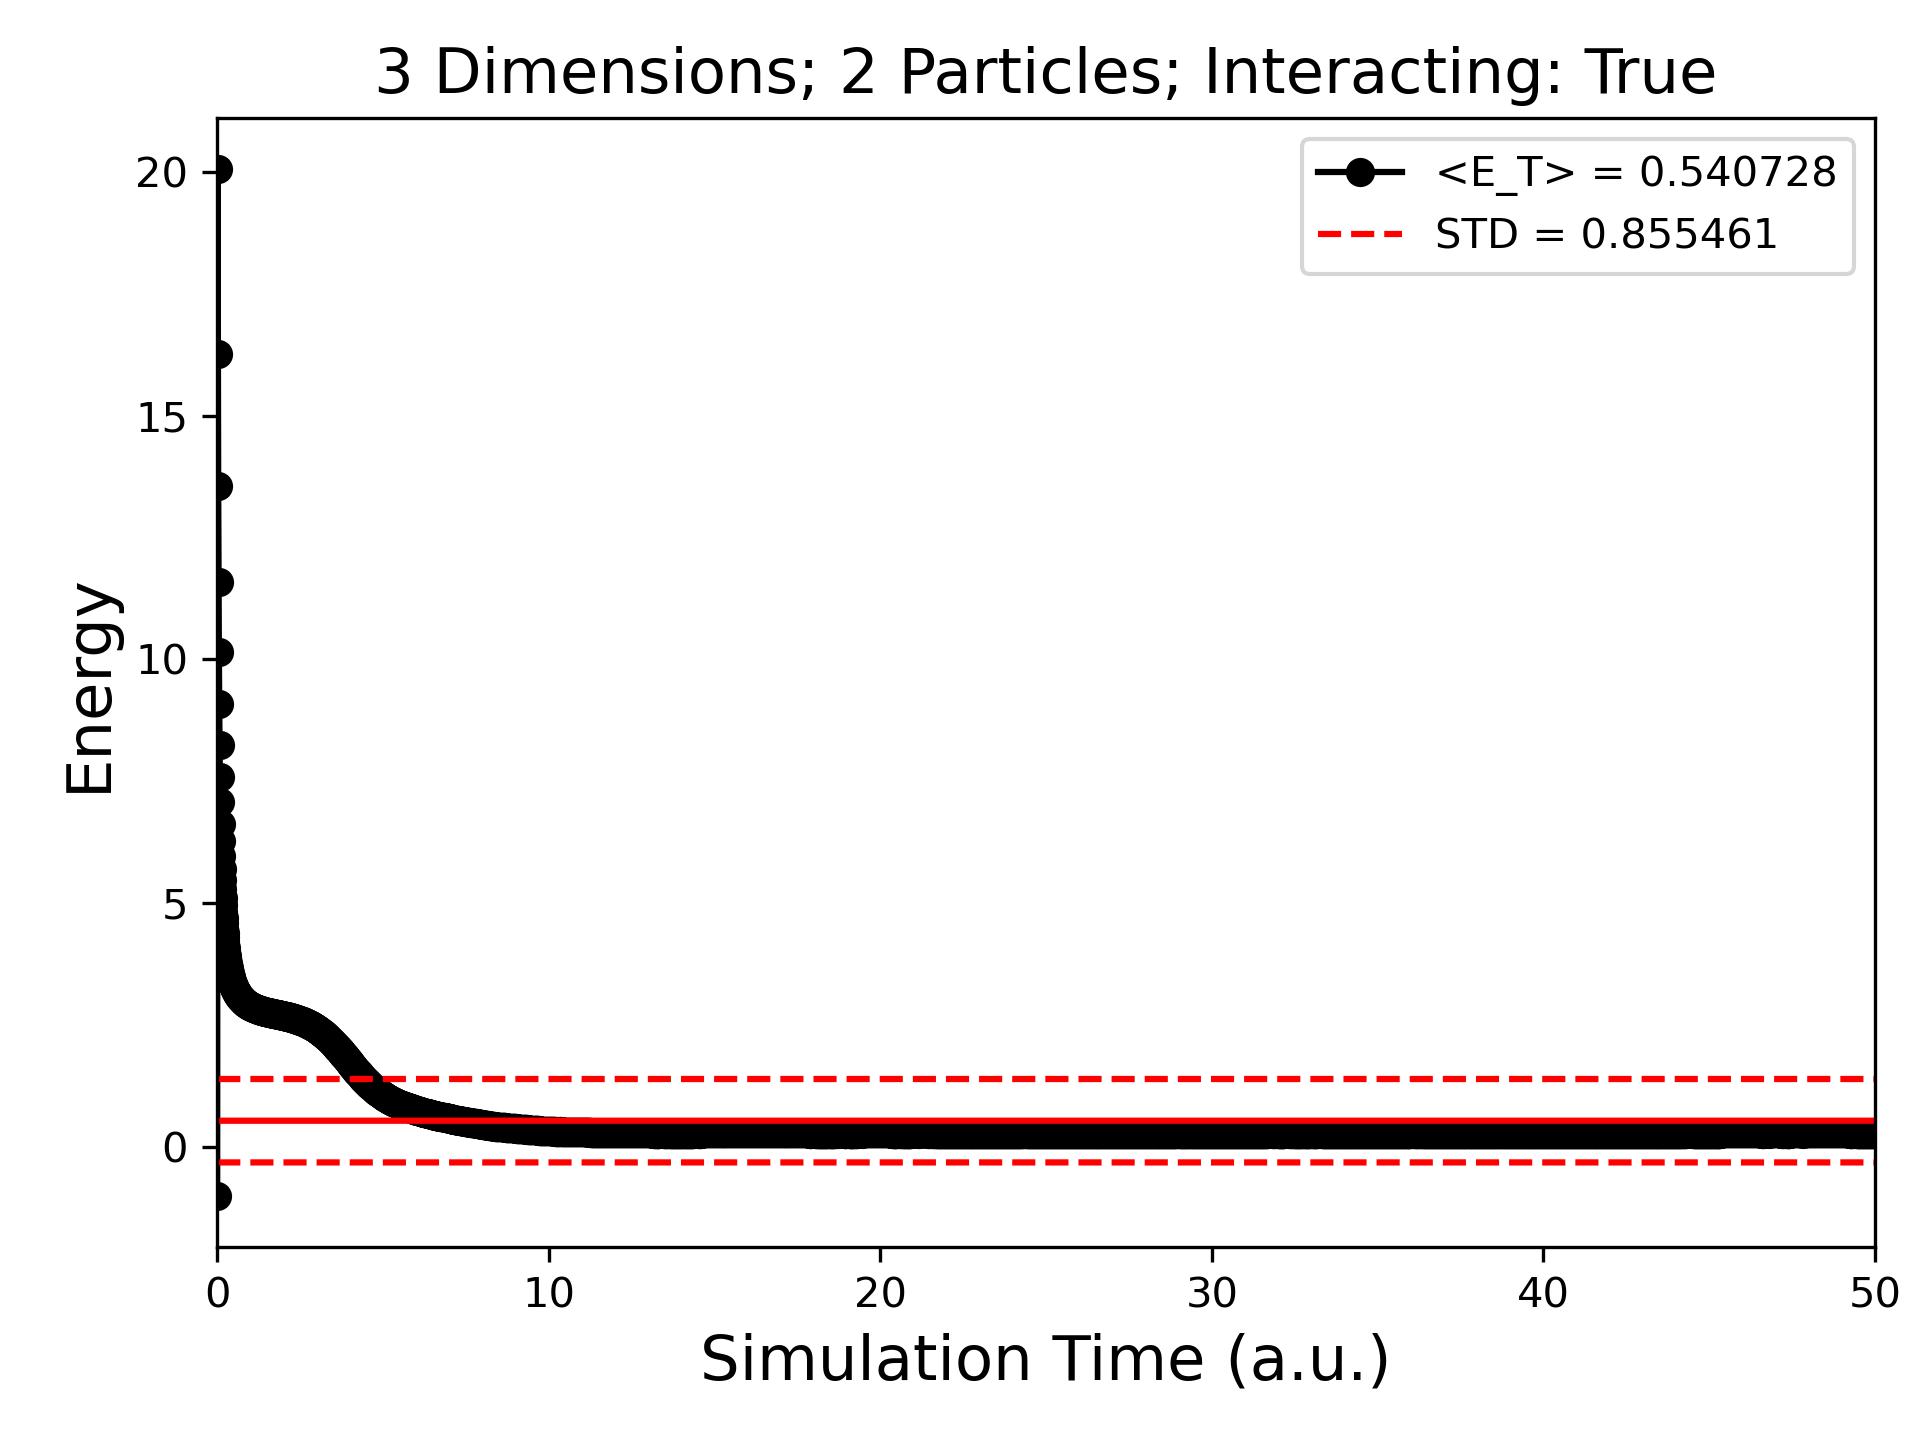 3 Dimensions; 2 Particles; Interacting: True
<E_T> = 0.540728
STD = 0.855461
Energy
20
15
10
5
0
0 10 20 30 40 50
Simulation Time (a.u.)